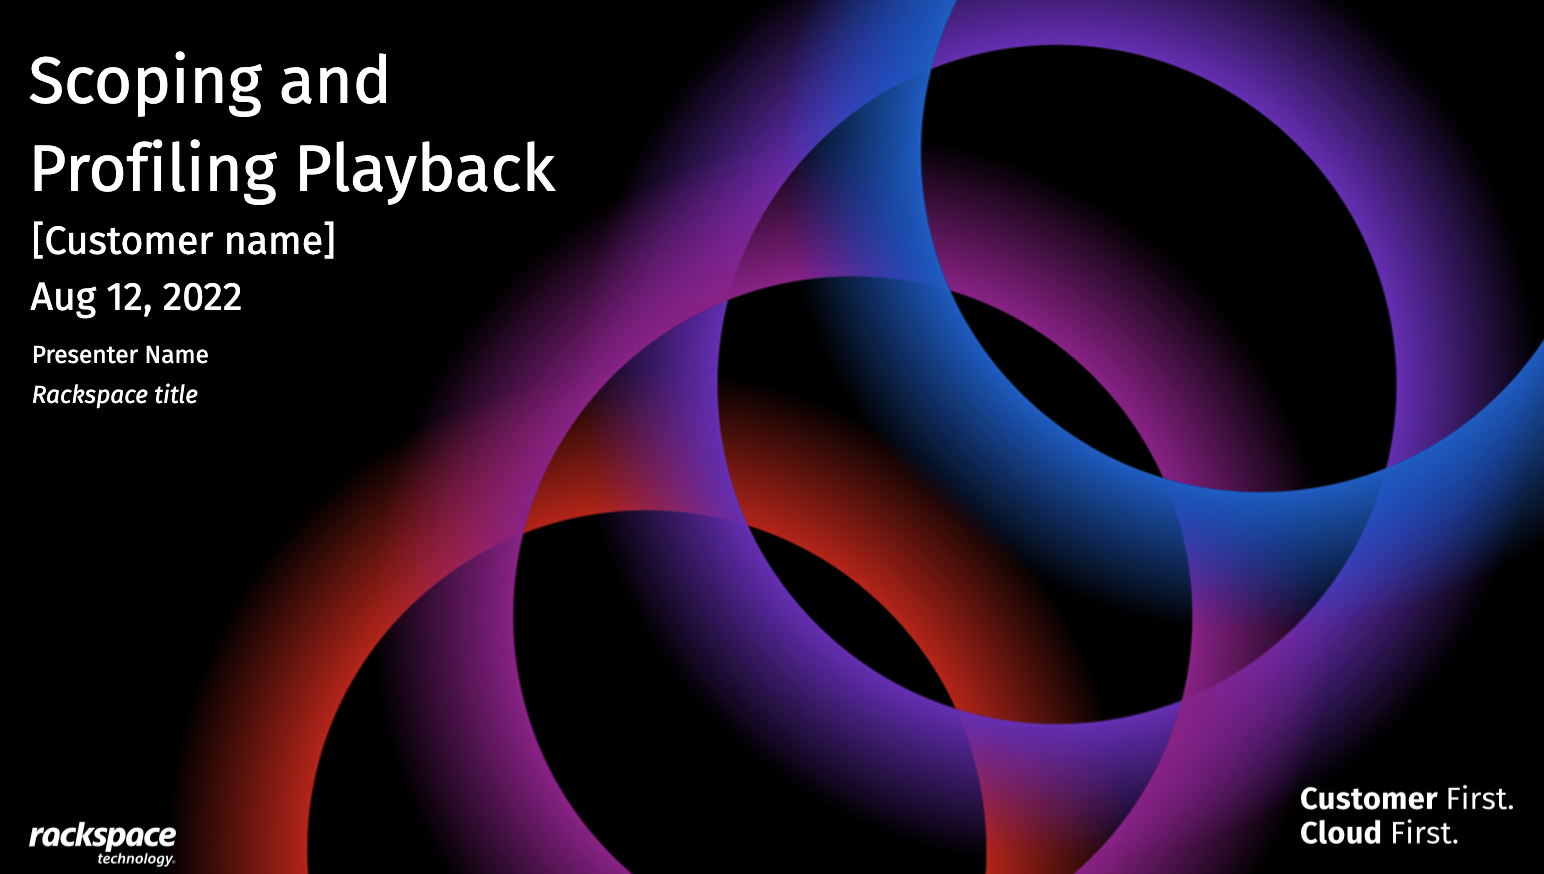 Scoping and
Profiling Playback
[Customer name]
Aug 12, 2022
Presenter Name
Rackspace title
rackspace
technology.
Customer First.
Cloud First.